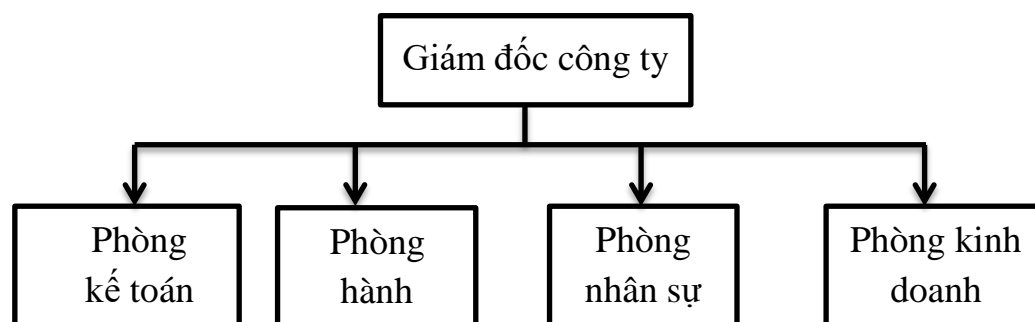 Giám đốc công ty
Phòng
kế toán
Phòng
hành
Phòng
nhân sự
Phòng kinh
doanh